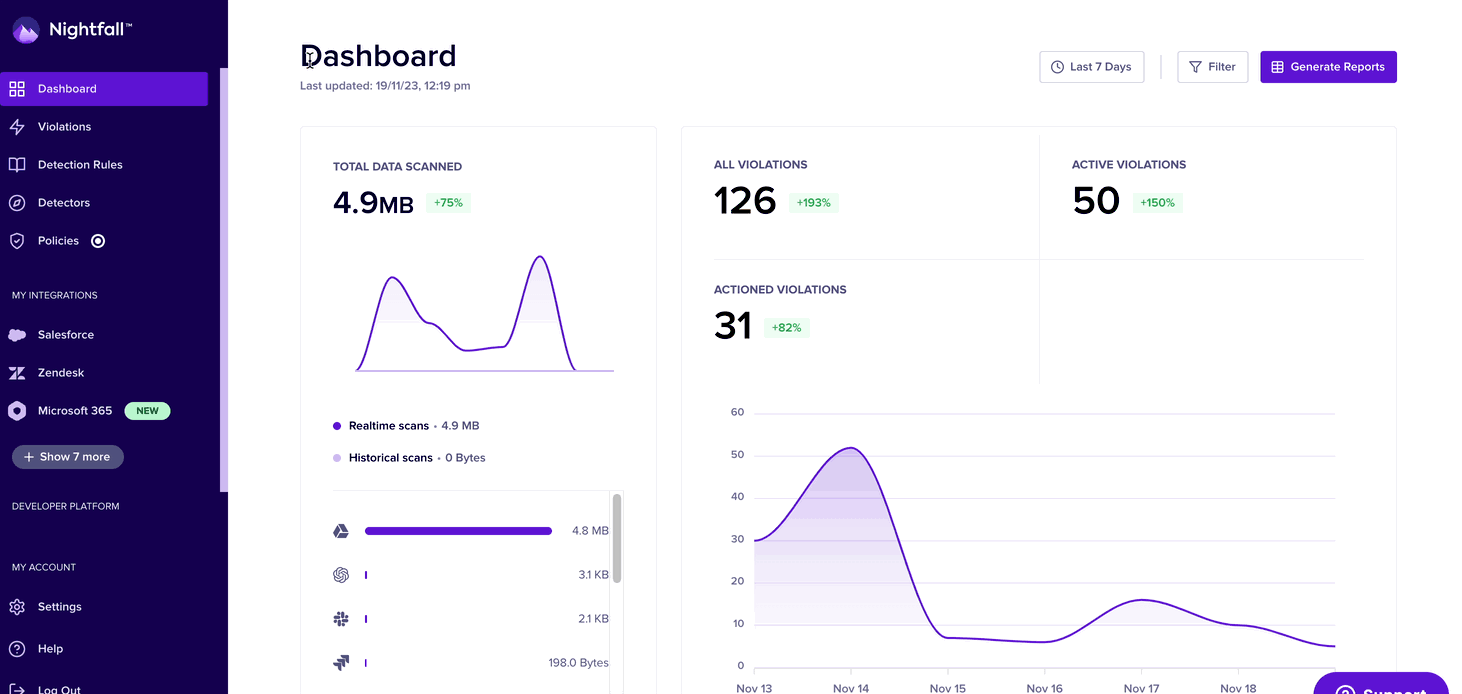 Nightfall™
Dashboard
Violations
Detection Rules
Detectors
Policies
MY INTEGRATIONS
Salesforce
Zendesk
Microsoft 365 NEW
+ Show 7 more
DEVELOPER PLATFORM
MY ACCOUNT
Settings
Help
Log Out
Dashboard
Last updated: 19/11/23, 12:19 pm
Last 7 Days
Filter
Generate Reports
TOTAL DATA SCANNED
4.9MB +75%
Realtime scans • 4.9 MB
Historical scans • 0 Bytes
4.8 MB
3.1 KB
2.1 KB
198.0 Bytes
ALL VIOLATIONS
126 +193%
ACTIVE VIOLATIONS
50 +150%
ACTIONED VIOLATIONS
31 +82%
60
50
40
30
20
10
0
Nov 13 Nov 14 Nov 15 Nov 16 Nov 17 Nov 18
Support